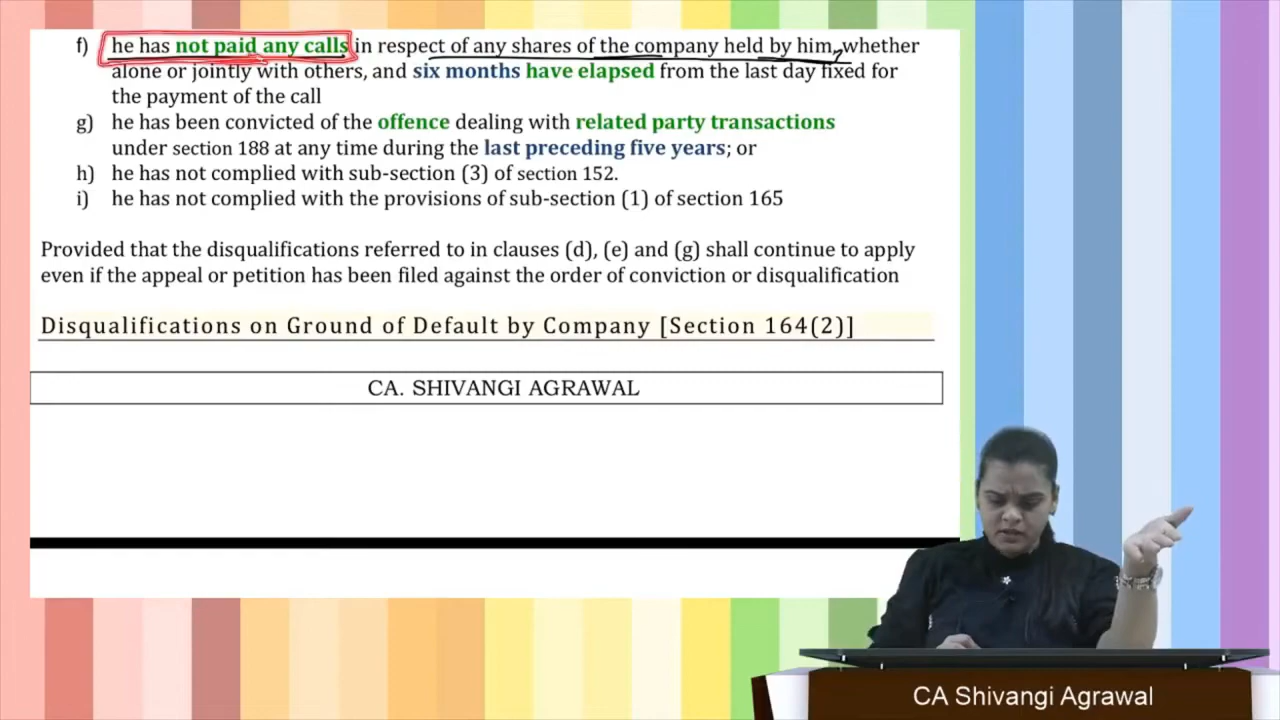 f) he has not paid any calls in respect of any shares of the company held by him, whether
alone or jointly with others, and six months have elapsed from the last day fixed for
the payment of the call
g) he has been convicted of the offence dealing with related party transactions
under section 188 at any time during the last preceding five years; or
h) he has not complied with sub-section (3) of section 152.
i) he has not complied with the provisions of sub-section (1) of section 165
Provided that the disqualifications referred to in clauses (d), (e) and (g) shall continue to apply
even if the appeal or petition has been filed against the order of conviction or disqualification
Disqualifications on Ground of Default by Company [Section 164(2)]
CA. SHIVANGI AGRAWAL
CA Shivangi Agrawal